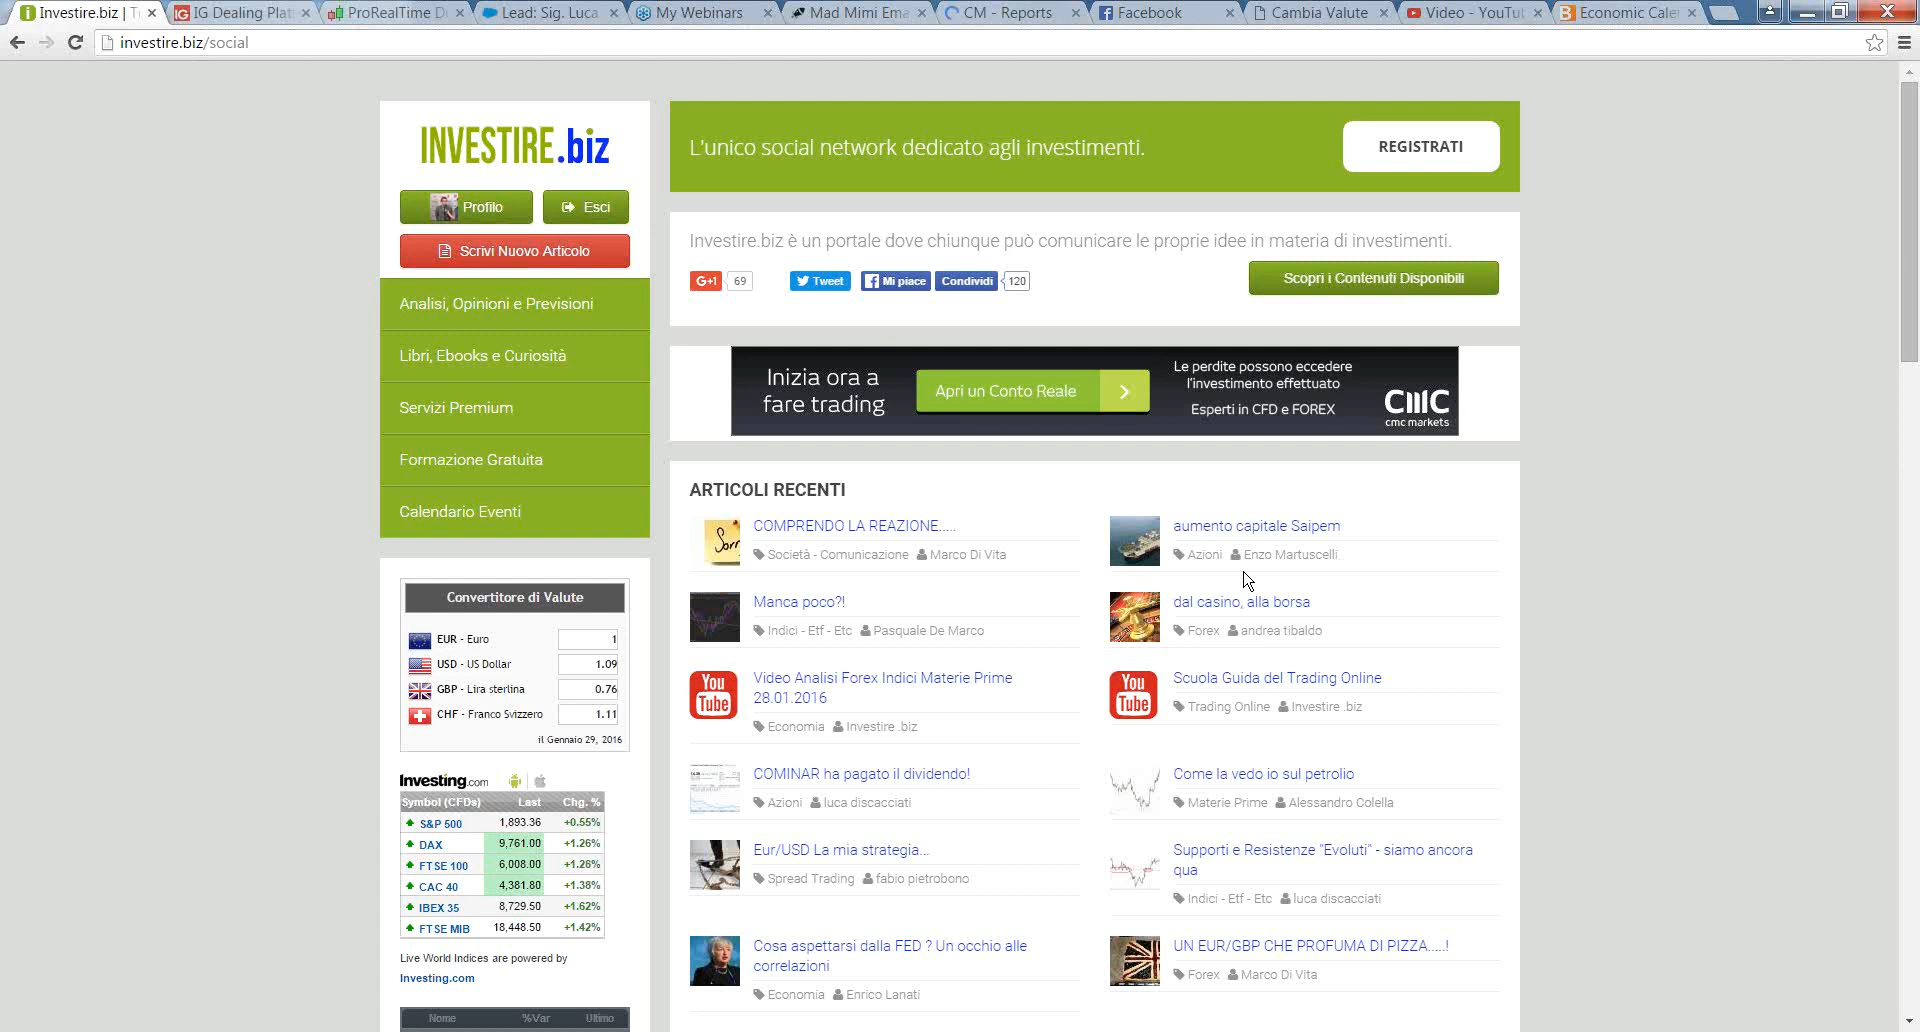 Investire.biz | T
IG Dealing Plat
ProRealTime D
Lead: Sig. Luca
My Webinars
Mad Mimi Ema
CM - Reports
Facebook
Cambia Valute
Video - YouTub
Economic Cale
investire.biz/social
INVESTIRE.biz
Profilo
Esci
Scrivi Nuovo Articolo
Analisi, Opinioni e Previsioni
Libri, Ebooks e Curiosità
Servizi Premium
Formazione Gratuita
Calendario Eventi
Convertitore di Valute
EUR - Euro 1
USD - US Dollar 1.09
GBP - Lira sterlina 0.76
CHF - Franco Svizzero 1.11
il Gennaio 29, 2016
Investing.com
Symbol (CFDs) Last Chg. %
S&P 500 1,893.36 +0.55%
DAX 9,761.00 +1.26%
FTSE 100 6,008.00 +1.26%
CAC 40 4,381.80 +1.38%
IBEX 35 8,729.50 +1.62%
FTSE MIB 18,448.50 +1.42%
Live World Indices are powered by
Investing.com
Nome %Var Ultimo
L'unico social network dedicato agli investimenti.
REGISTRATI
Investire.biz è un portale dove chiunque può comunicare le proprie idee in materia di investimenti.
G+1 69 Tweet Mi piace Condividi 120
Scopri i Contenuti Disponibili
Inizia ora a
fare trading
Apri un Conto Reale
Le perdite possono eccedere
l'investimento effettuato
Esperti in CFD e FOREX
CMC
cmc markets
ARTICOLI RECENTI
Sorr
COMPRENDO LA REAZIONE.....
Società - Comunicazione Marco Di Vita
aumento capitale Saipem
Azioni Enzo Martuscelli
Manca poco?!
Indici - Etf - Etc Pasquale De Marco
dal casino, alla borsa
Forex andrea tibaldo
You
Tube
Video Analisi Forex Indici Materie Prime
28.01.2016
Economia Investire .biz
You
Tube
Scuola Guida del Trading Online
Trading Online Investire .biz
COMINAR ha pagato il dividendo!
Azioni luca discacciati
Come la vedo io sul petrolio
Materie Prime Alessandro Colella
Eur/USD La mia strategia...
Spread Trading fabio pietrobono
Supporti e Resistenze "Evoluti" - siamo ancora
qua
Indici - Etf - Etc luca discacciati
Cosa aspettarsi dalla FED ? Un occhio alle
correlazioni
Economia Enrico Lanati
UN EUR/GBP CHE PROFUMA DI PIZZA.....!
Forex Marco Di Vita